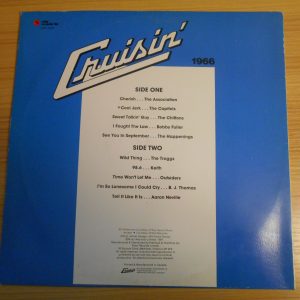 Cruisin'
1966
SIDE ONE
Cherish . . . The Association
Cool Jerk . . . The Capitols
Sweet Talkin' Guy . . . The Chiffons
I Fought The Law . . . Bobby Fuller
See You In September . . . The Happenings
SIDE TWO
Wild Thing . . . The Troggs
98.6 . . . Keith
Time Won't Let Me . . . Outsiders
I'm So Lonesome I Could Cry . . . B. J. Thomas
Tell It Like It Is . . . Aaron Neville